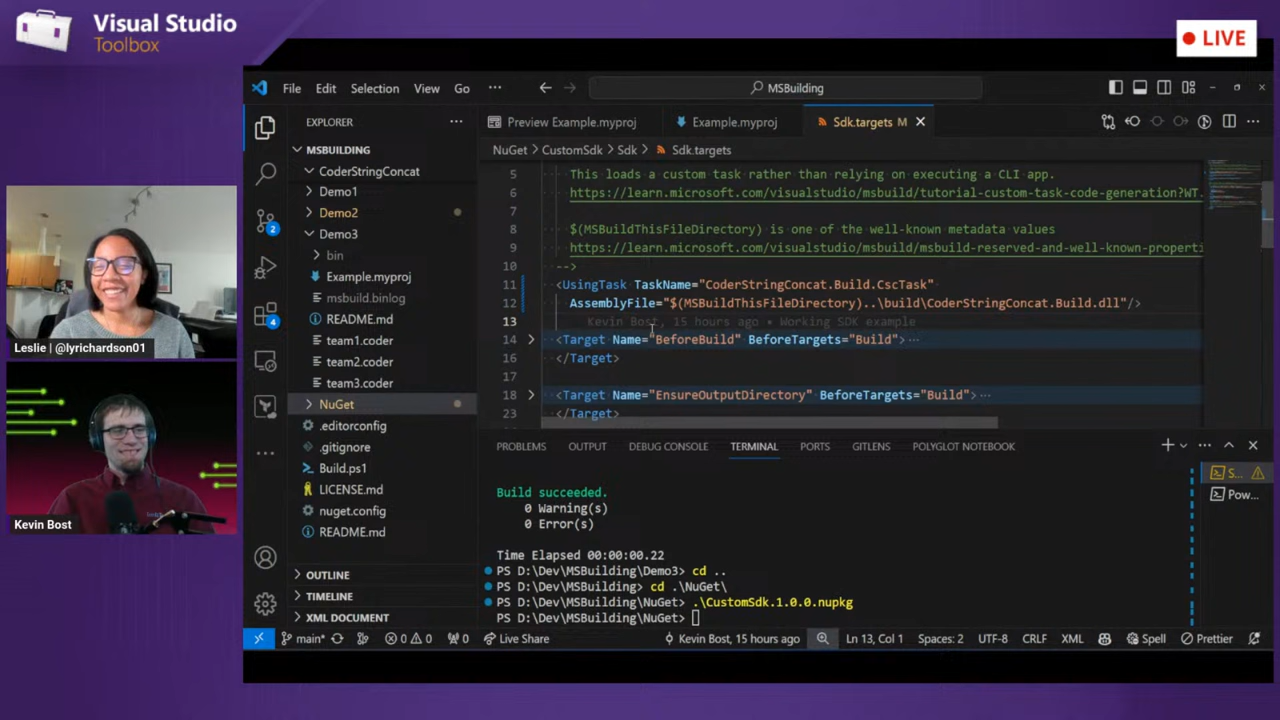 Visual Studio
Toolbox
LIVE
File Edit Selection View Go ··· MSBuilding
EXPLORER
MSBUILDING
CoderStringConcat
Demo1
Demo2
Demo3
bin
Example.myproj
msbuild.binlog
README.md
team1.coder
team2.coder
team3.coder
NuGet
.editorconfig
.gitignore
Build.ps1
LICENSE.md
nuget.config
README.md
OUTLINE
TIMELINE
XML DOCUMENT
2
4
Preview Example.myproj Example.myproj Sdk.targets M
NuGet > CustomSdk > Sdk > Sdk.targets
5 This loads a custom task rather than relying on executing a CLI app.
6 https://learn.microsoft.com/visualstudio/msbuild/tutorial-custom-task-code-generation?WT.
7
8 $(MSBuildThisFileDirectory) is one of the well-known metadata values
9 https://learn.microsoft.com/visualstudio/msbuild/msbuild-reserved-and-well-known-properti
10 -->
11 <UsingTask TaskName="CoderStringConcat.Build.CscTask"
12 AssemblyFile="$(MSBuildThisFileDirectory)..\build\CoderStringConcat.Build.dll"/>
13 Kevin Bost, 15 hours ago • Working SDK example
14 <Target Name="BeforeBuild" BeforeTargets="Build"> ···
16 </Target>
17
18 <Target Name="EnsureOutputDirectory" BeforeTargets="Build"> ···
23 </Target>
PROBLEMS OUTPUT DEBUG CONSOLE TERMINAL PORTS GITLENS POLYGLOT NOTEBOOK
Build succeeded.
0 Warning(s)
0 Error(s)
Time Elapsed 00:00:00.22
PS D:\Dev\MSBuilding\Demo3> cd ..
PS D:\Dev\MSBuilding> cd .\NuGet\
PS D:\Dev\MSBuilding\NuGet> .\CustomSdk.1.0.0.nupkg
PS D:\Dev\MSBuilding\NuGet>
S...
Pow...
main* 0 0 0 Live Share Kevin Bost, 15 hours ago Ln 13, Col 1 Spaces: 2 UTF-8 CRLF XML Spell Prettier
Leslie | @lyrichardson01
Kevin Bost